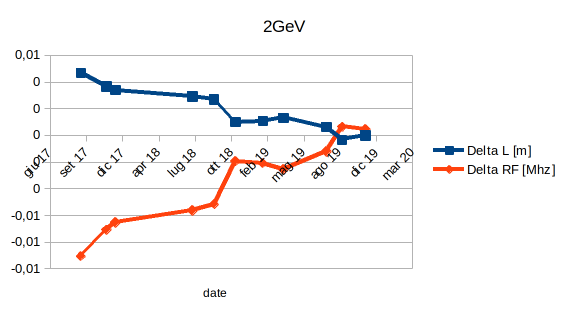 2GeV
0,01
0
0
0
0
-0,01
-0,01
-0,01
giu 17
set 17
dic 17
apr 18
lug 18
ott 18
feb 19
mag 19
ago 19
dic 19
mar 20
Delta L [m]
Delta RF [Mhz]
date